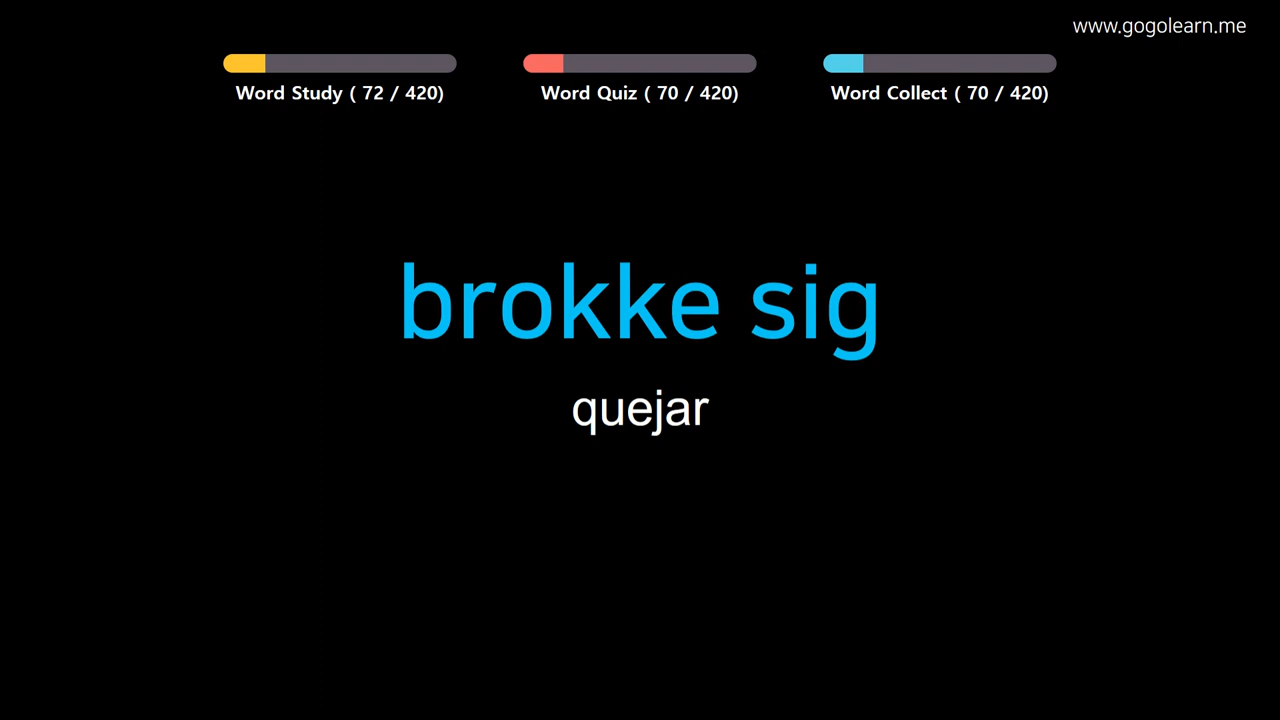 www.gogolearn.me
Word Study ( 72 / 420)
Word Quiz ( 70 / 420)
Word Collect ( 70 / 420)
brokke sig
quejar